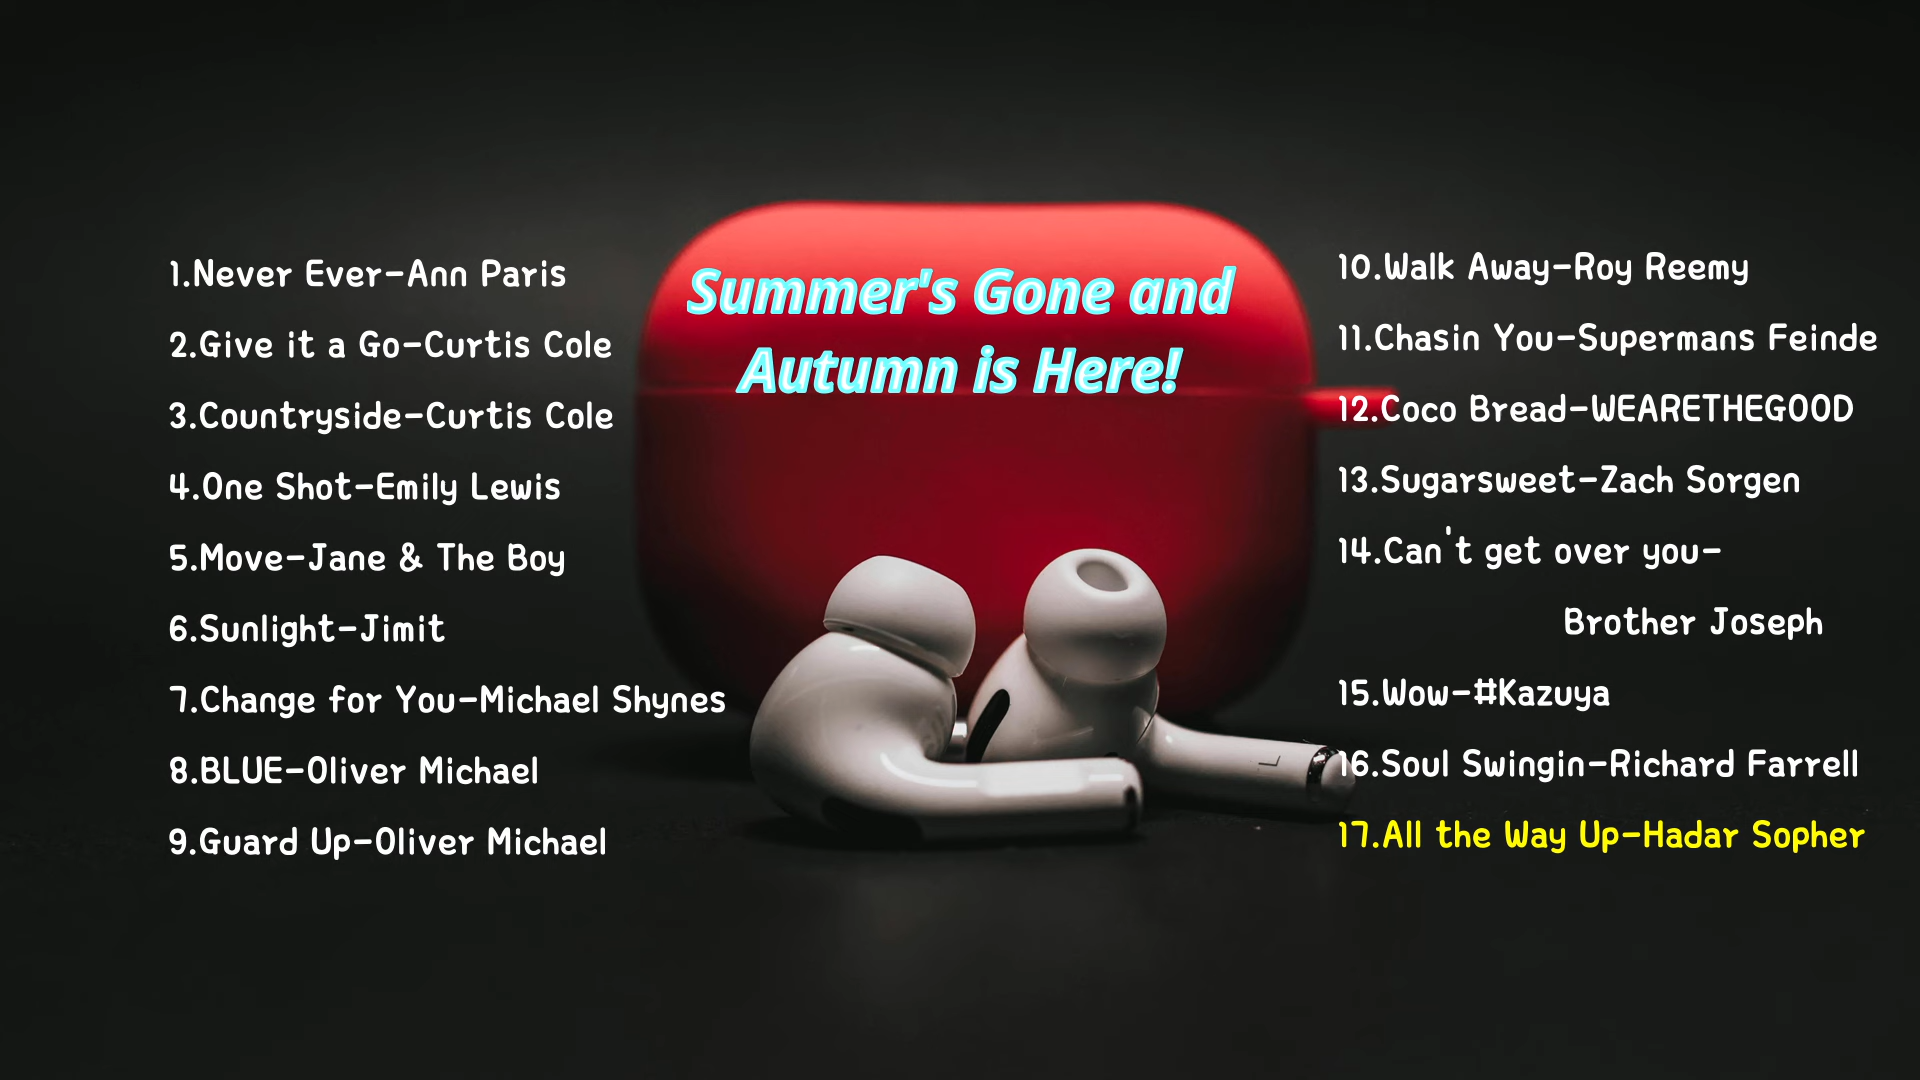 Summer's Gone and
Autumn is Here!
1.Never Ever-Ann Paris
2.Give it a Go-Curtis Cole
3.Countryside-Curtis Cole
4.One Shot-Emily Lewis
5.Move-Jane & The Boy
6.Sunlight-Jimit
7.Change for You-Michael Shynes
8.BLUE-Oliver Michael
9.Guard Up-Oliver Michael
10.Walk Away-Roy Reemy
11.Chasin You-Supermans Feinde
12.Coco Bread-WEARETHEGOOD
13.Sugarsweet-Zach Sorgen
14.Can't get over you-
Brother Joseph
15.Wow-#Kazuya
16.Soul Swingin-Richard Farrell
17.All the Way Up-Hadar Sopher
L